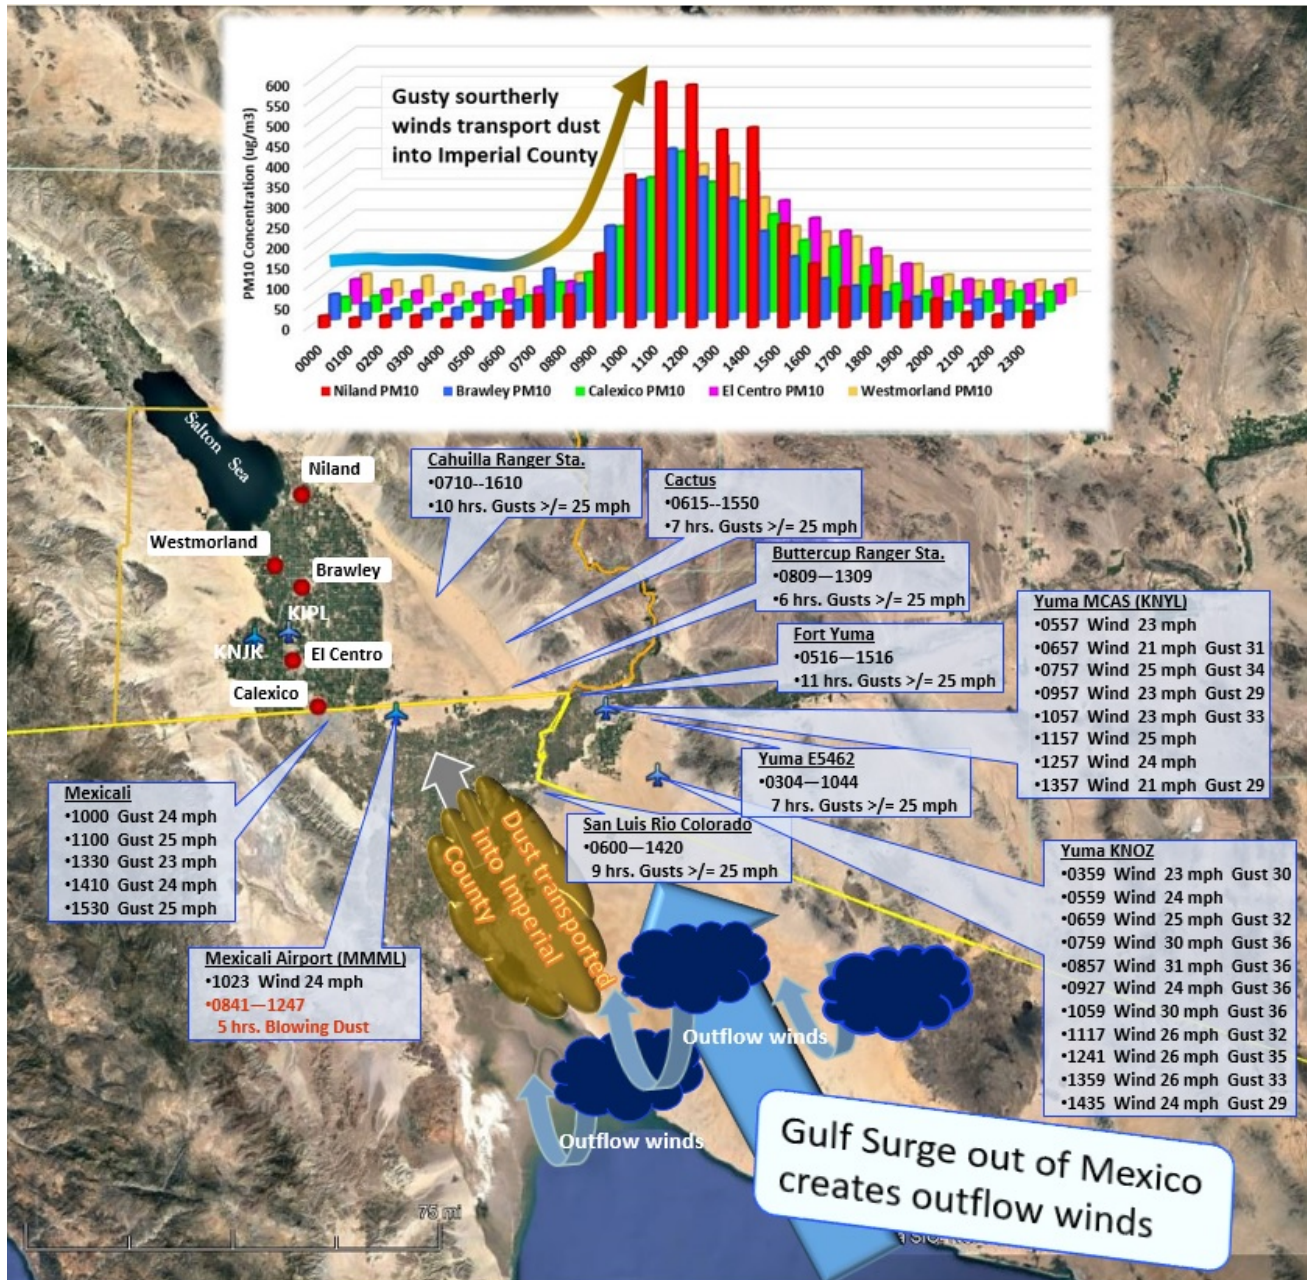 PM10 Concentration (ug/m3)
600
550
500
450
400
350
300
250
200
150
100
50
0
Gusty sourtherly
winds transport dust
into Imperial County
0000 0100 0200 0300 0400 0500 0600 0700 0800 0900 1000 1100 1200 1300 1400 1500 1600 1700 1800 1900 2000 2100 2200 2300
Niland PM10 Brawley PM10 Calexico PM10 El Centro PM10 Westmorland PM10
Salton Sea
Niland
Westmorland
Brawley
KIPL
KNJK
El Centro
Calexico
Cahuilla Ranger Sta.
•0710--1610
•10 hrs. Gusts >/= 25 mph
Cactus
•0615--1550
•7 hrs. Gusts >/= 25 mph
Buttercup Ranger Sta.
•0809—1309
•6 hrs. Gusts >/= 25 mph
Fort Yuma
•0516—1516
•11 hrs. Gusts >/= 25 mph
Yuma MCAS (KNYL)
•0557 Wind 23 mph
•0657 Wind 21 mph Gust 31
•0757 Wind 25 mph Gust 34
•0957 Wind 23 mph Gust 29
•1057 Wind 23 mph Gust 33
•1157 Wind 25 mph
•1257 Wind 24 mph
•1357 Wind 21 mph Gust 29
Yuma E5462
•0304—1044
7 hrs. Gusts >/= 25 mph
San Luis Rio Colorado
•0600—1420
9 hrs. Gusts >/= 25 mph
Mexicali
•1000 Gust 24 mph
•1100 Gust 25 mph
•1330 Gust 23 mph
•1410 Gust 24 mph
•1530 Gust 25 mph
Mexicali Airport (MMML)
•1023 Wind 24 mph
•0841—1247
5 hrs. Blowing Dust
Yuma KNOZ
•0359 Wind 23 mph Gust 30
•0559 Wind 24 mph
•0659 Wind 25 mph Gust 32
•0759 Wind 30 mph Gust 36
•0857 Wind 31 mph Gust 36
•0927 Wind 24 mph Gust 36
•1059 Wind 30 mph Gust 36
•1117 Wind 26 mph Gust 32
•1241 Wind 26 mph Gust 35
•1359 Wind 26 mph Gust 33
•1435 Wind 24 mph Gust 29
Dust transported
into Imperial
County
Outflow winds
Outflow winds
Gulf Surge out of Mexico
creates outflow winds
75 mi